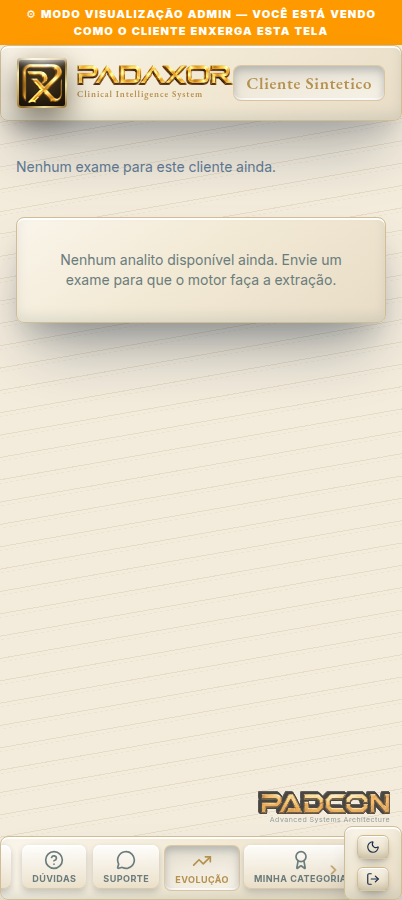 ⚙ MODO VISUALIZAÇÃO ADMIN — VOCÊ ESTÁ VENDO
COMO O CLIENTE ENXERGA ESTA TELA
PADAXOR
Clinical Intelligence System
Cliente Sintetico
Nenhum exame para este cliente ainda.
Nenhum analito disponível ainda. Envie um
exame para que o motor faça a extração.
PADCON
Advanced Systems Architecture
DÚVIDAS
SUPORTE
EVOLUÇÃO
MINHA CATEGORIA